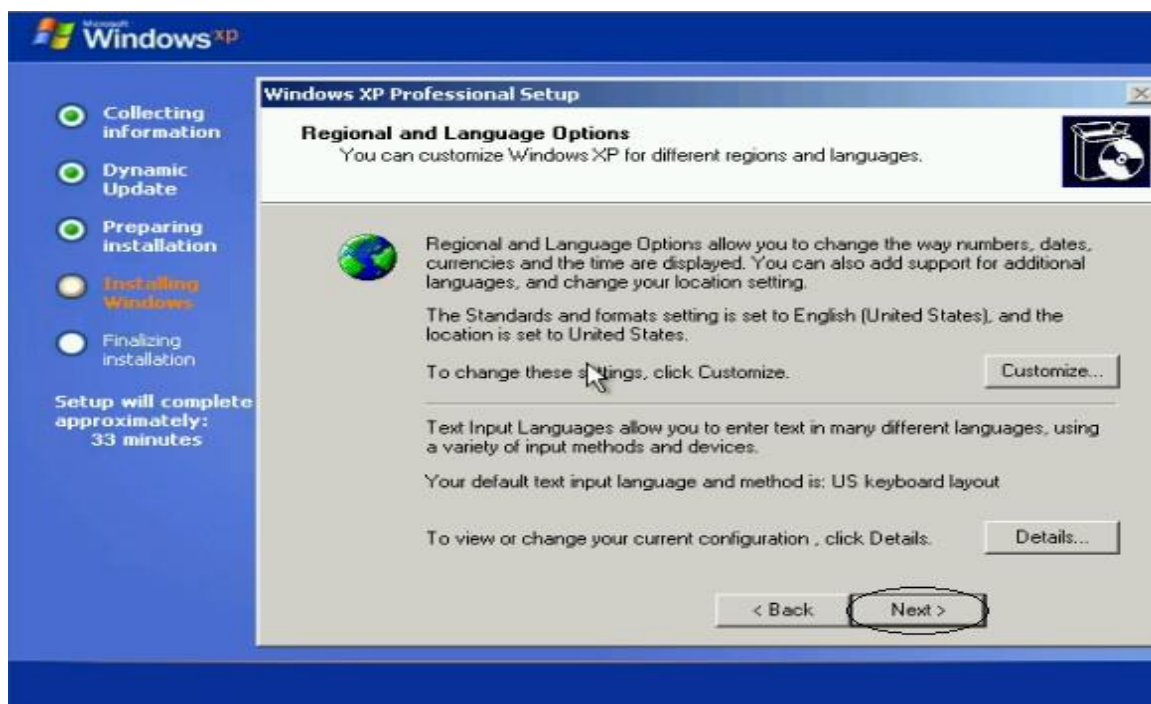 Microsoft
Windows xp
Collecting
information
Dynamic
Update
Preparing
installation
Installing
Windows
Finalizing
installation
Setup will complete
approximately:
33 minutes
Windows XP Professional Setup
Regional and Language Options
You can customize Windows XP for different regions and languages.
Regional and Language Options allow you to change the way numbers, dates,
currencies and the time are displayed. You can also add support for additional
languages, and change your location setting.
The Standards and formats setting is set to English (United States), and the
location is set to United States.
To change these settings, click Customize.
Customize...
Text Input Languages allow you to enter text in many different languages, using
a variety of input methods and devices.
Your default text input language and method is: US keyboard layout
To view or change your current configuration , click Details.
Details...
< Back
Next >